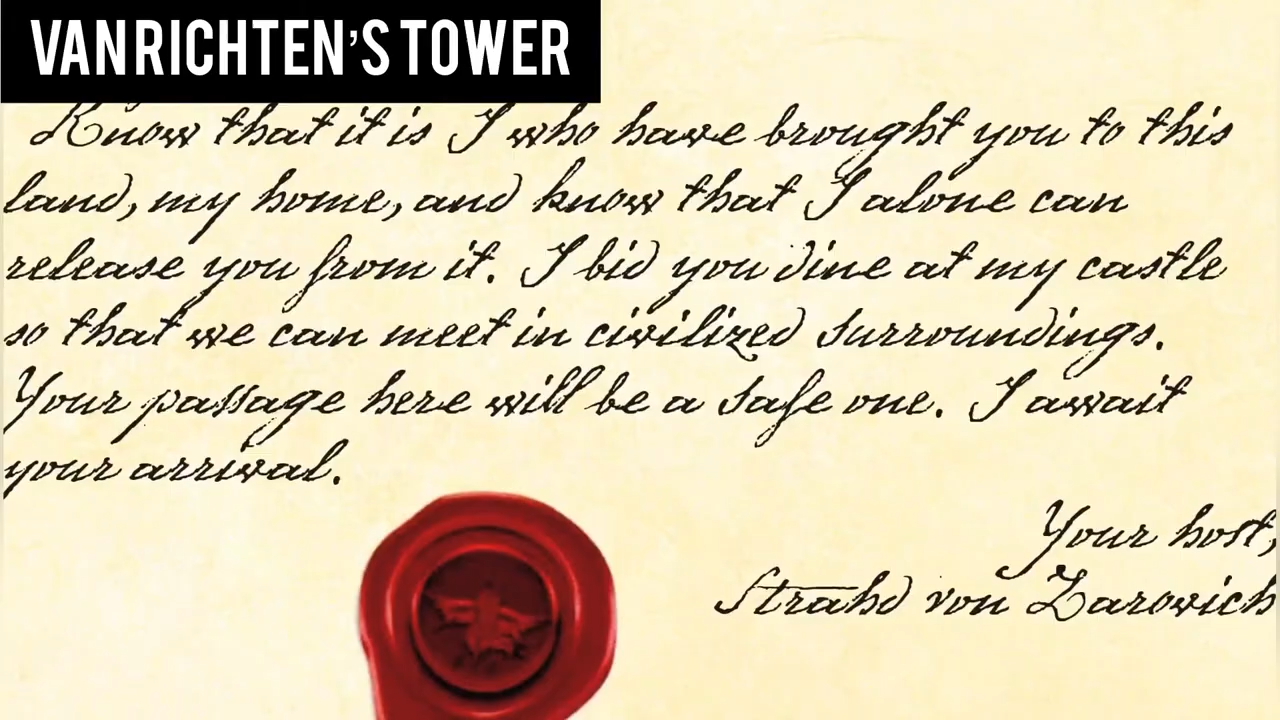 VAN RICHTEN'S TOWER
Know that it is I who have brought you to this
land, my home, and know that I alone can
release you from it. I bid you dine at my castle
so that we can meet in civilized surroundings.
Your passage here will be a safe one. I await
your arrival.
Your host,
Strahd von Zarovich